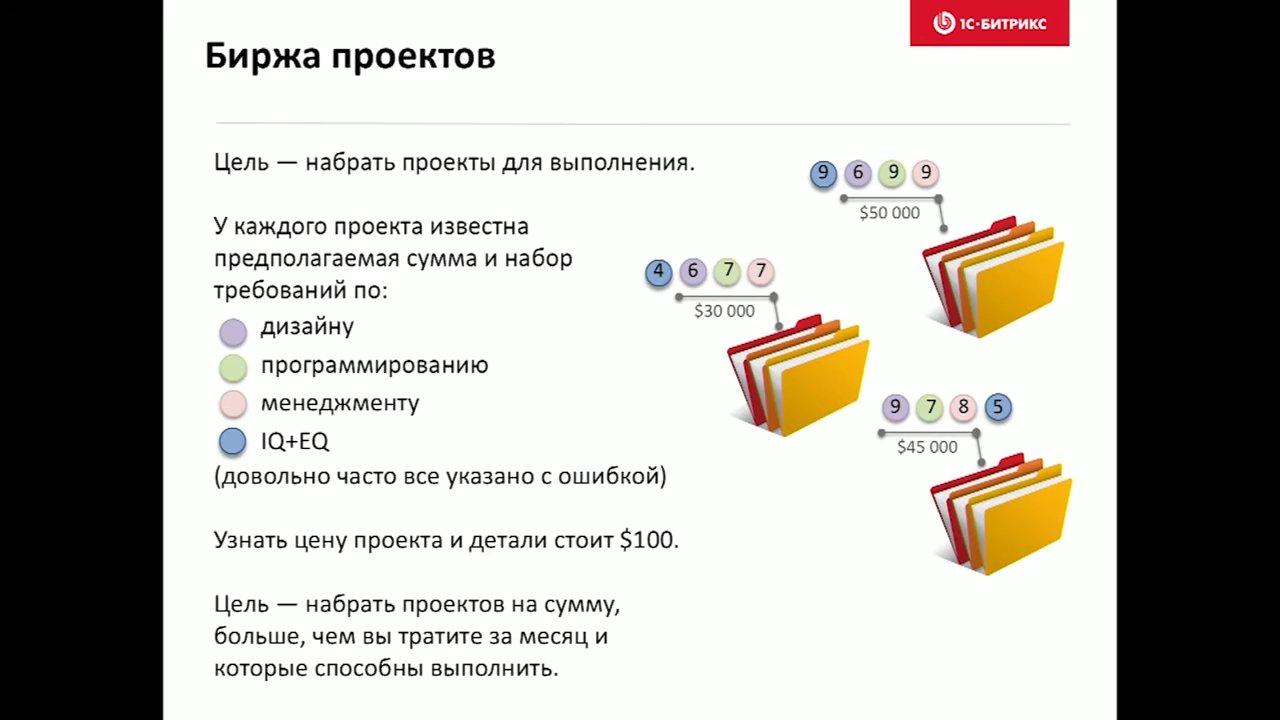 1С·БИТРИКС
Биржа проектов
Цель — набрать проекты для выполнения.
У каждого проекта известна
предполагаемая сумма и набор
требований по:
дизайну
программированию
менеджменту
IQ+EQ
(довольно часто все указано с ошибкой)
Узнать цену проекта и детали стоит $100.
Цель — набрать проектов на сумму,
больше, чем вы тратите за месяц и
которые способны выполнить.
9 6 9 9
$50 000
4 6 7 7
$30 000
9 7 8 5
$45 000